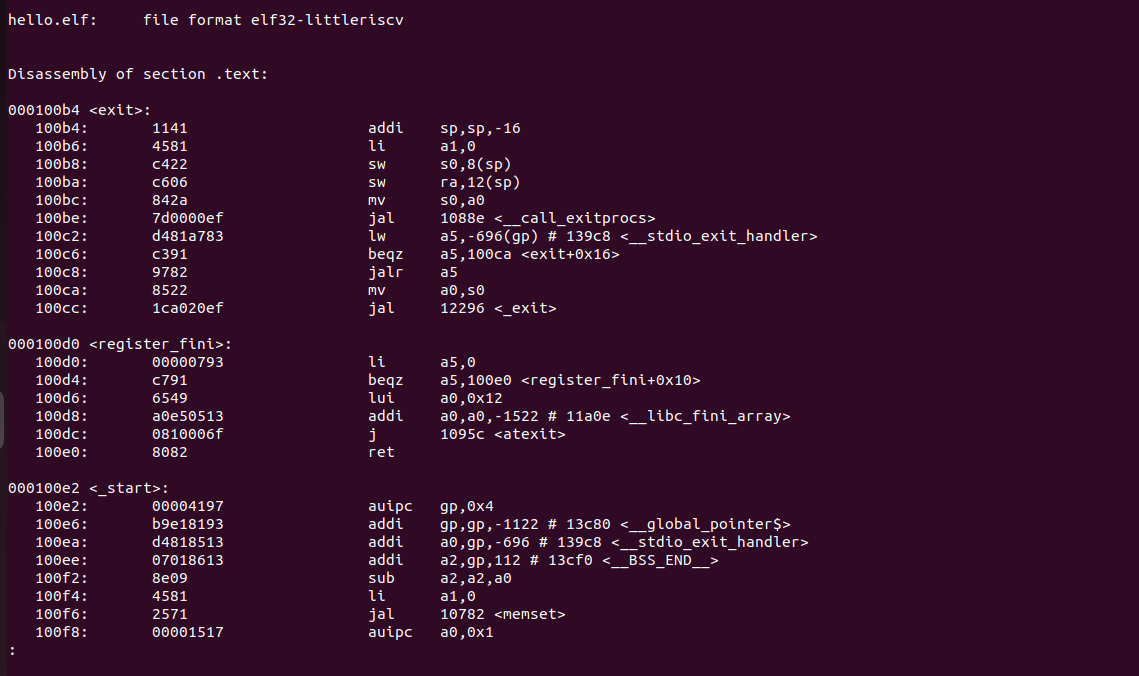 hello.elf:     file format elf32-littleriscv
Disassembly of section .text:
000100b4 <exit>:
   100b4:	1141                	addi	sp,sp,-16
   100b6:	4581                	li	a1,0
   100b8:	c422                	sw	s0,8(sp)
   100ba:	c606                	sw	ra,12(sp)
   100bc:	842a                	mv	s0,a0
   100be:	7d0000ef          	jal	1088e <__call_exitprocs>
   100c2:	d481a783          	lw	a5,-696(gp) # 139c8 <__stdio_exit_handler>
   100c6:	c391                	beqz	a5,100ca <exit+0x16>
   100c8:	9782                	jalr	a5
   100ca:	8522                	mv	a0,s0
   100cc:	1ca020ef          	jal	12296 <_exit>
000100d0 <register_fini>:
   100d0:	00000793          	li	a5,0
   100d4:	c791                	beqz	a5,100e0 <register_fini+0x10>
   100d6:	6549                	lui	a0,0x12
   100d8:	a0e50513          	addi	a0,a0,-1522 # 11a0e <__libc_fini_array>
   100dc:	0810006f          	j	1095c <atexit>
   100e0:	8082                	ret
000100e2 <_start>:
   100e2:	00004197          	auipc	gp,0x4
   100e6:	b9e18193          	addi	gp,gp,-1122 # 13c80 <__global_pointer$>
   100ea:	d4818513          	addi	a0,gp,-696 # 139c8 <__stdio_exit_handler>
   100ee:	07018613          	addi	a2,gp,112 # 13cf0 <__BSS_END__>
   100f2:	8e09                	sub	a2,a2,a0
   100f4:	4581                	li	a1,0
   100f6:	2571                	jal	10782 <memset>
   100f8:	00001517          	auipc	a0,0x1
: